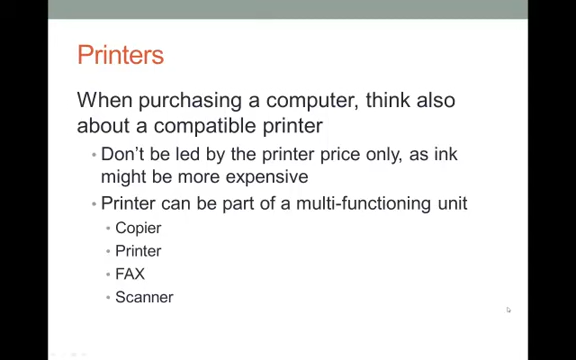 Printers
When purchasing a computer, think also
about a compatible printer
• Don't be led by the printer price only, as ink
might be more expensive
• Printer can be part of a multi-functioning unit
• Copier
• Printer
• FAX
• Scanner